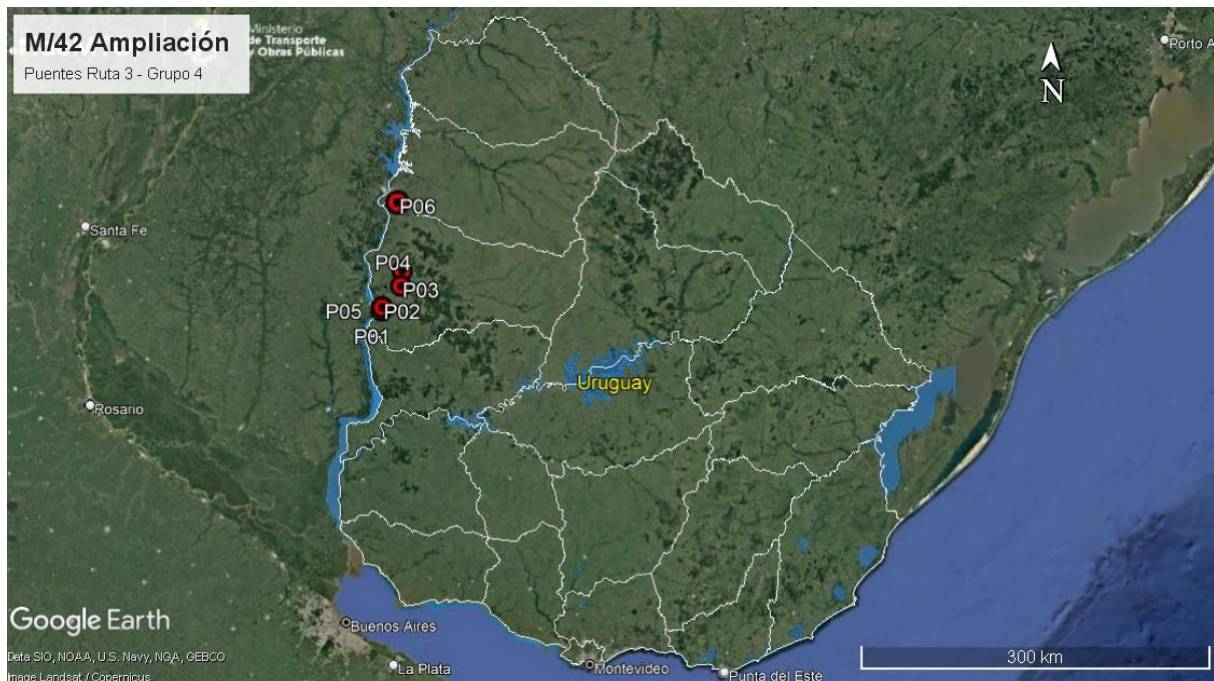 M/42 Ampliación
Puentes Ruta 3 - Grupo 4
Ministerio
de Transporte
y Obras Públicas
N
Porto A
Santa Fe
P06
P04
P03
P05
P02
P01
Uruguay
Rosario
Google Earth
Buenos Aires
Data SIO, NOAA, U.S. Navy, NGA, GEBCO
Image Landsat / Copernicus
La Plata
Montevideo
Punta del Este
300 km